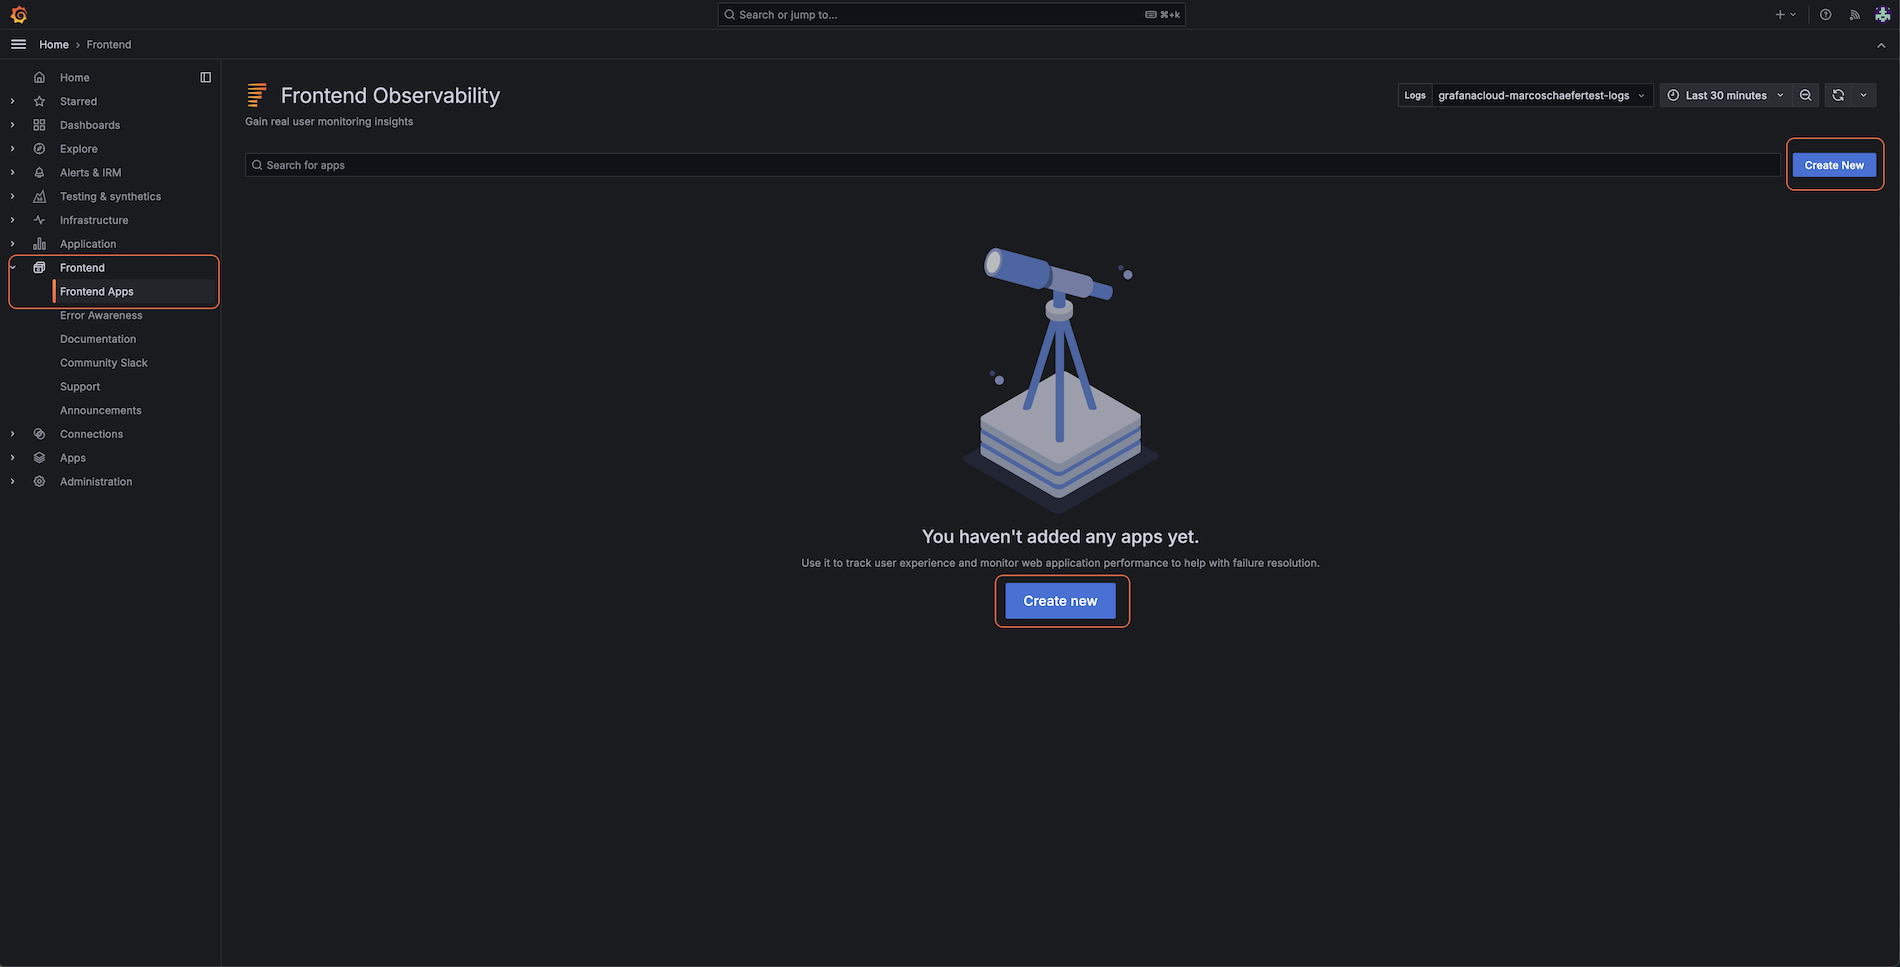 Search or jump to...
⌘+k
Home › Frontend
Home
Starred
Dashboards
Explore
Alerts & IRM
Testing & synthetics
Infrastructure
Application
Frontend
Frontend Apps
Error Awareness
Documentation
Community Slack
Support
Announcements
Connections
Apps
Administration
Frontend Observability
Gain real user monitoring insights
Logs grafanacloud-marcoschaefertest-logs
Last 30 minutes
Search for apps
Create New
You haven't added any apps yet.
Use it to track user experience and monitor web application performance to help with failure resolution.
Create new